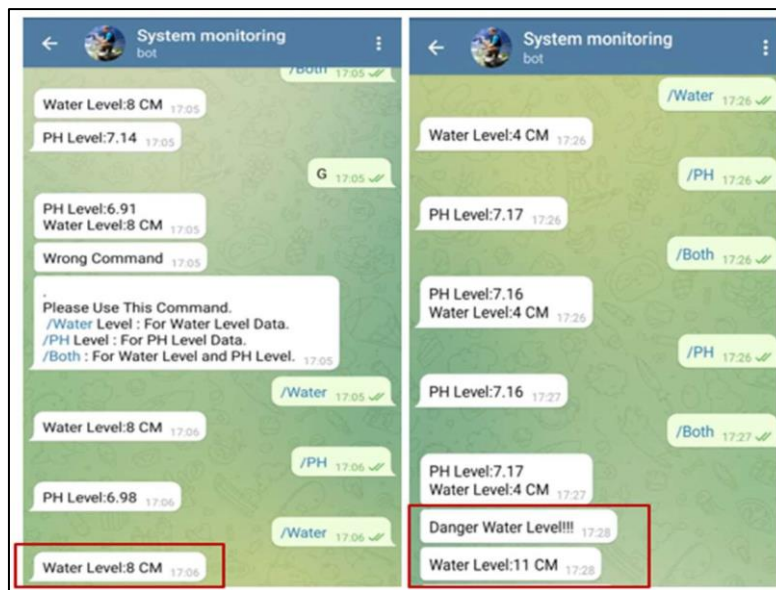 System monitoring
bot
/Both 17:05
Water Level:8 CM 17:05
PH Level:7.14 17:05
G 17:05
PH Level:6.91
Water Level:8 CM 17:05
Wrong Command 17:05
.
Please Use This Command.
/Water Level : For Water Level Data.
/PH Level : For PH Level Data.
/Both : For Water Level and PH Level. 17:05
/Water 17:05
Water Level:8 CM 17:06
/PH 17:06
PH Level:6.98 17:06
/Water 17:06
Water Level:8 CM 17:06
System monitoring
bot
/Water 17:26
Water Level:4 CM 17:26
/PH 17:26
PH Level:7.17 17:26
/Both 17:26
PH Level:7.16
Water Level:4 CM 17:26
/PH 17:26
PH Level:7.16 17:27
/Both 17:27
PH Level:7.17
Water Level:4 CM 17:27
Danger Water Level!!! 17:28
Water Level:11 CM 17:28